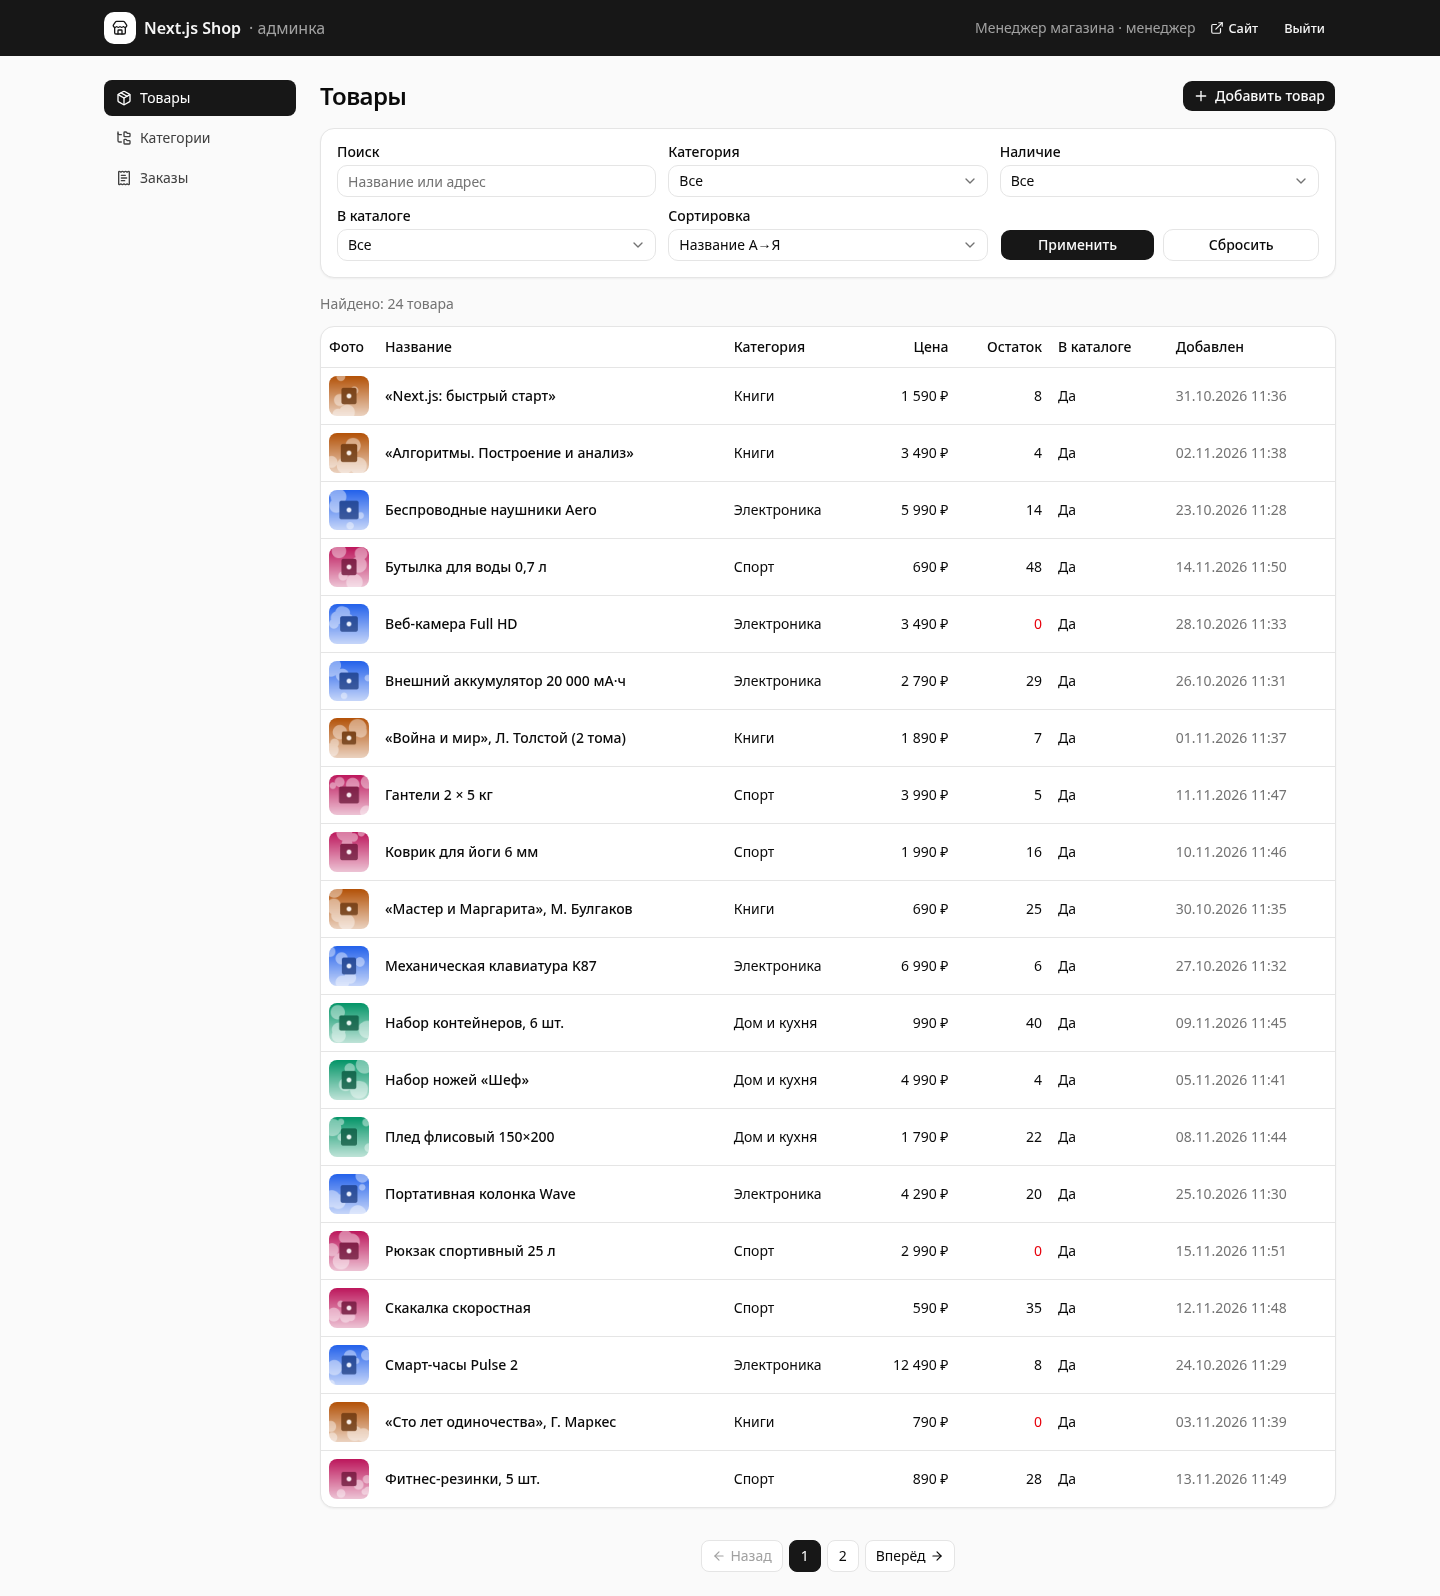 Next.js Shop · админка
Менеджер магазина · менеджер Сайт Выйти
Товары
Категории
Заказы
Товары
Добавить товар
Поиск Категория Наличие
Название или адрес Все Все
В каталоге Сортировка
Все Название А→Я Применить Сбросить
Найдено: 24 товара
Фото Название Категория Цена Остаток В каталоге Добавлен
«Next.js: быстрый старт» Книги 1 590 ₽ 8 Да 31.10.2026 11:36
«Алгоритмы. Построение и анализ» Книги 3 490 ₽ 4 Да 02.11.2026 11:38
Беспроводные наушники Aero Электроника 5 990 ₽ 14 Да 23.10.2026 11:28
Бутылка для воды 0,7 л Спорт 690 ₽ 48 Да 14.11.2026 11:50
Веб-камера Full HD Электроника 3 490 ₽ 0 Да 28.10.2026 11:33
Внешний аккумулятор 20 000 мА·ч Электроника 2 790 ₽ 29 Да 26.10.2026 11:31
«Война и мир», Л. Толстой (2 тома) Книги 1 890 ₽ 7 Да 01.11.2026 11:37
Гантели 2 × 5 кг Спорт 3 990 ₽ 5 Да 11.11.2026 11:47
Коврик для йоги 6 мм Спорт 1 990 ₽ 16 Да 10.11.2026 11:46
«Мастер и Маргарита», М. Булгаков Книги 690 ₽ 25 Да 30.10.2026 11:35
Механическая клавиатура K87 Электроника 6 990 ₽ 6 Да 27.10.2026 11:32
Набор контейнеров, 6 шт. Дом и кухня 990 ₽ 40 Да 09.11.2026 11:45
Набор ножей «Шеф» Дом и кухня 4 990 ₽ 4 Да 05.11.2026 11:41
Плед флисовый 150×200 Дом и кухня 1 790 ₽ 22 Да 08.11.2026 11:44
Портативная колонка Wave Электроника 4 290 ₽ 20 Да 25.10.2026 11:30
Рюкзак спортивный 25 л Спорт 2 990 ₽ 0 Да 15.11.2026 11:51
Скакалка скоростная Спорт 590 ₽ 35 Да 12.11.2026 11:48
Смарт-часы Pulse 2 Электроника 12 490 ₽ 8 Да 24.10.2026 11:29
«Сто лет одиночества», Г. Маркес Книги 790 ₽ 0 Да 03.11.2026 11:39
Фитнес-резинки, 5 шт. Спорт 890 ₽ 28 Да 13.11.2026 11:49
← Назад 1 2 Вперёд →